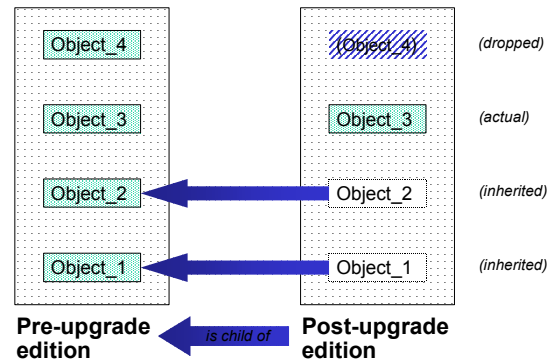 Object_4
(Object_4)
(dropped)
Object_3
Object_3
(actual)
Object_2
Object_2
(inherited)
Object_1
Object_1
(inherited)
Pre-upgrade
edition
is child of
Post-upgrade
edition